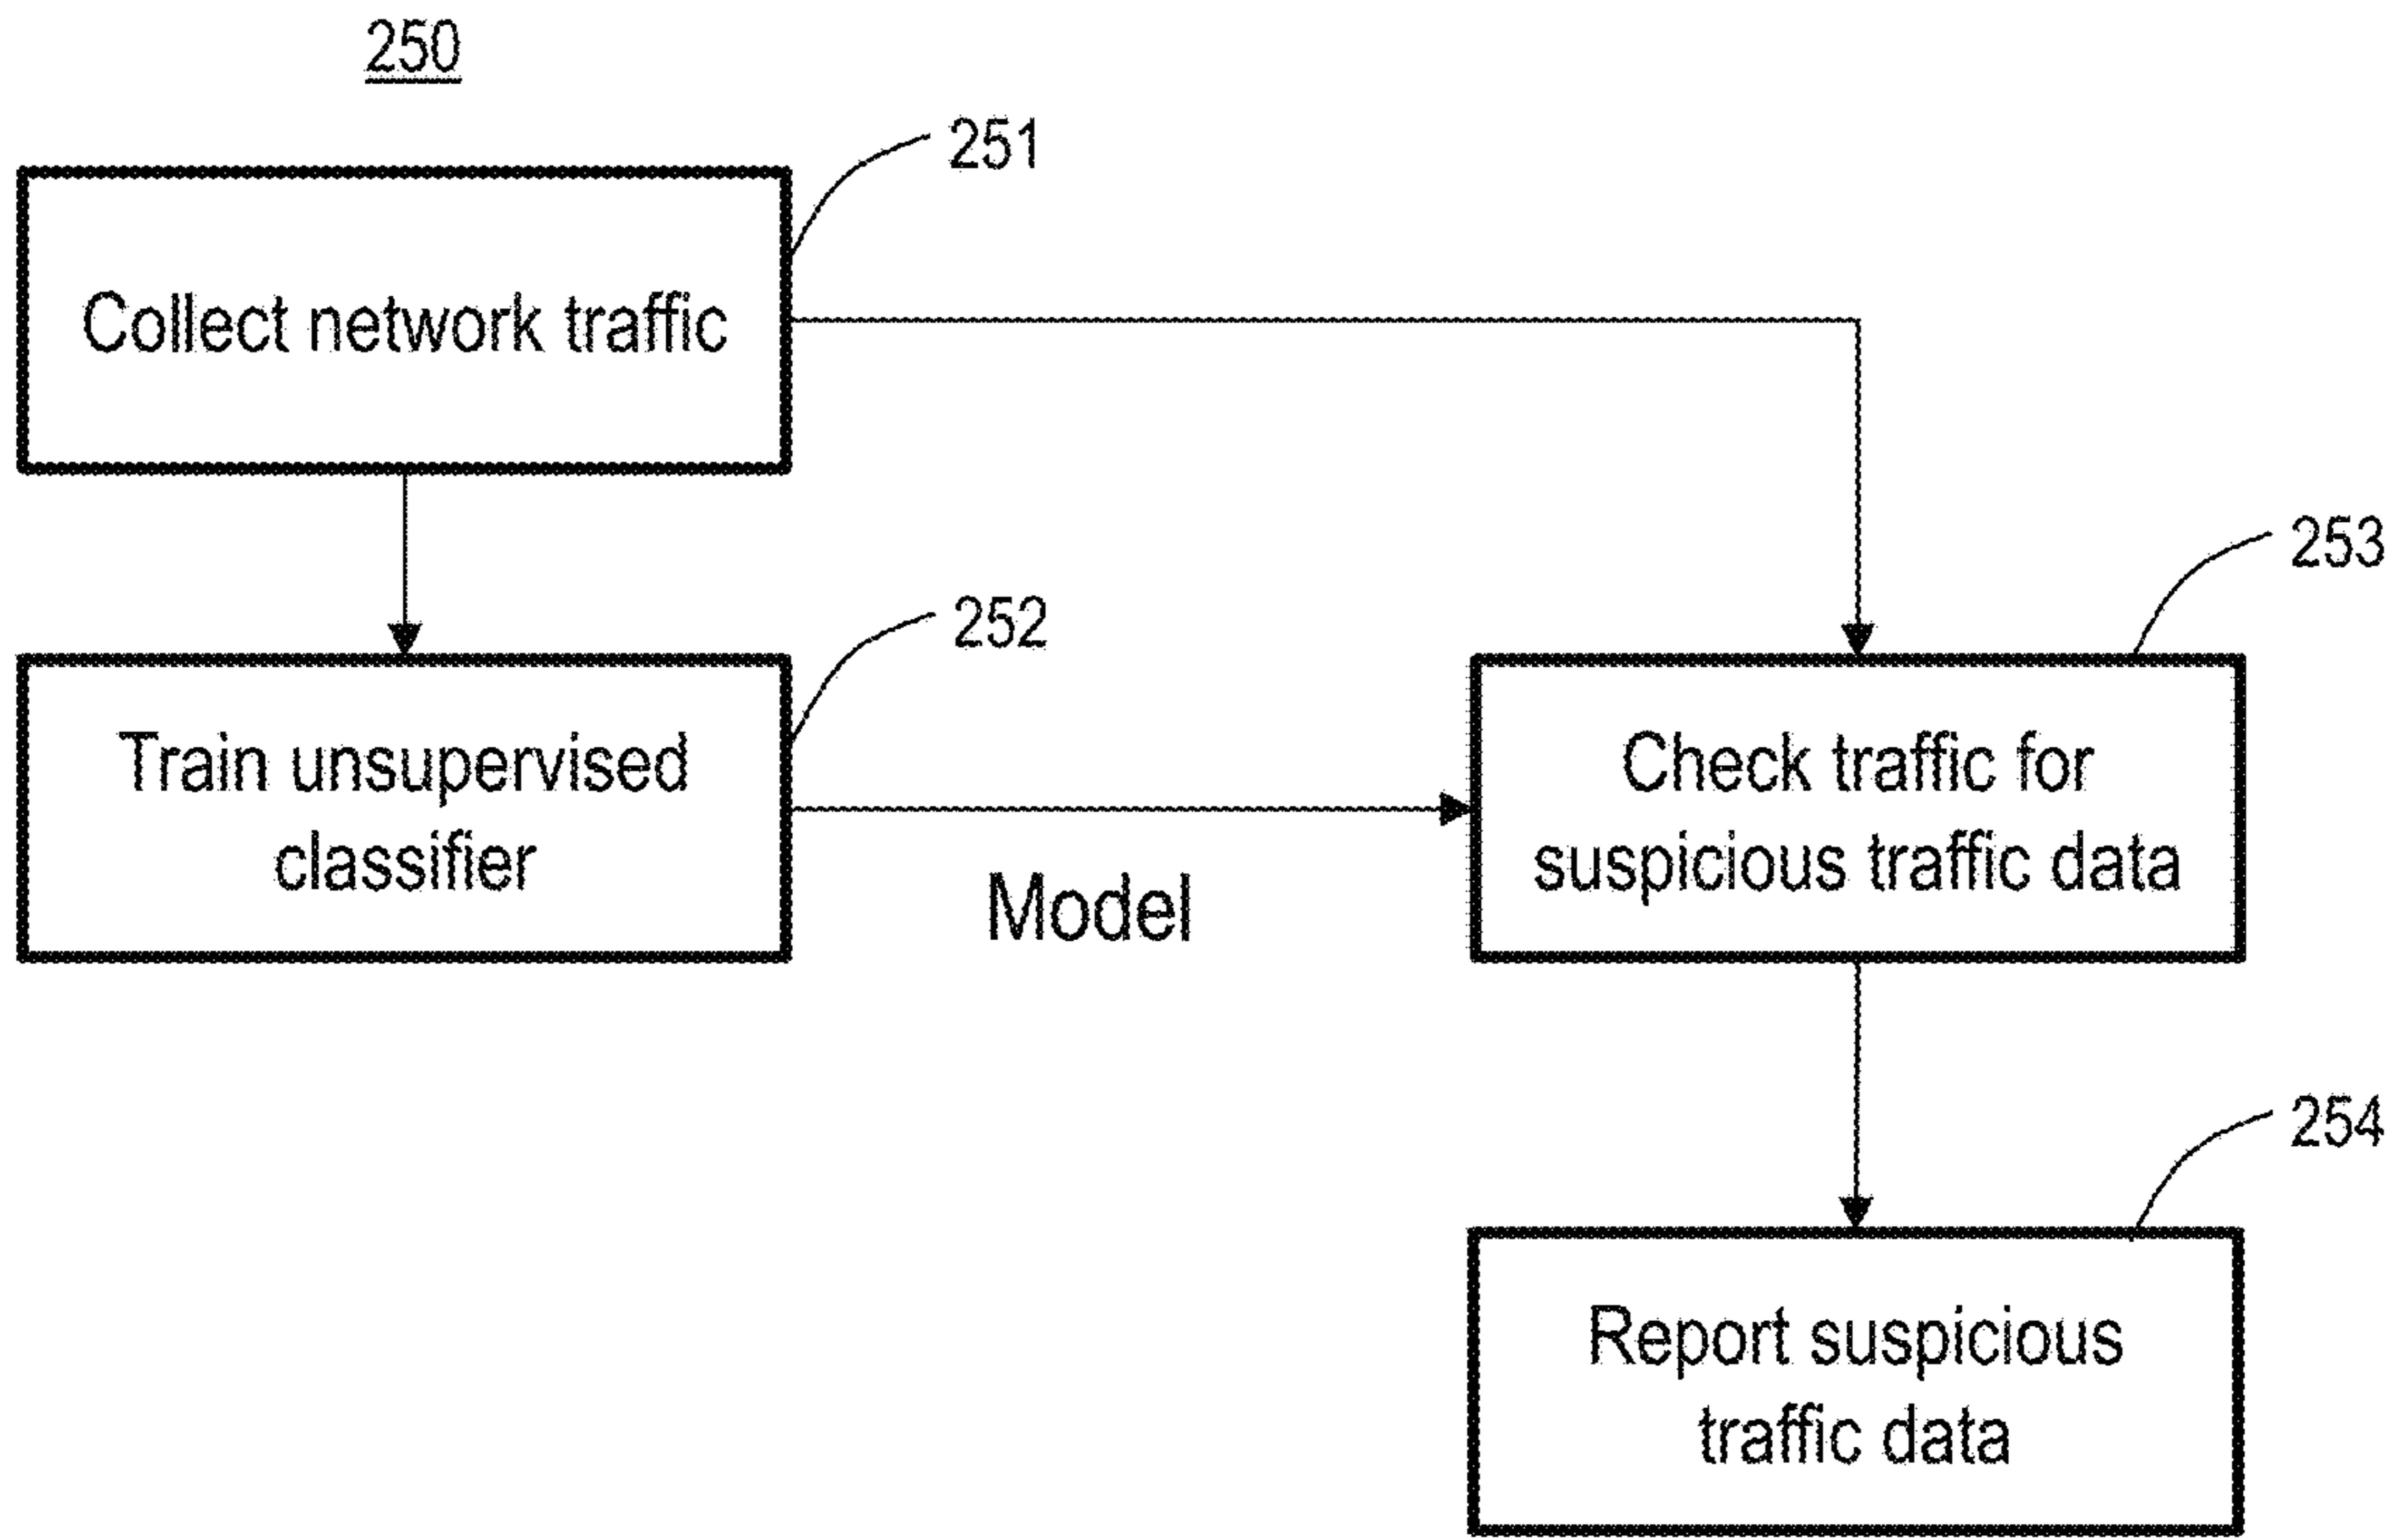 250
251
Collect network traffic
252
Train unsupervised
classifier
Model
253
Check traffic for
suspicious traffic data
254
Report suspicious
traffic data